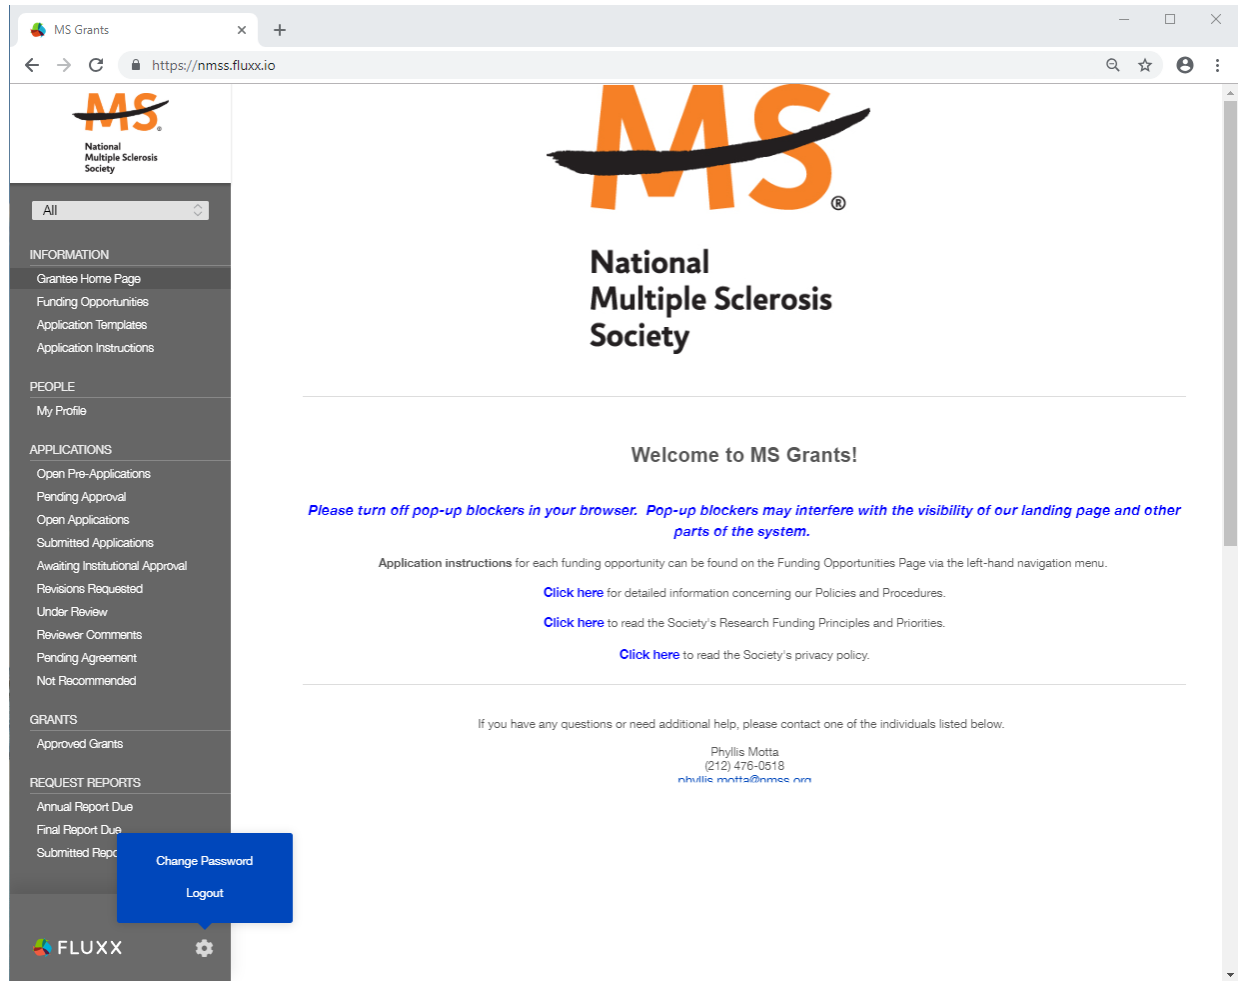 MS Grants
https://nmss.fluxx.io
MS®
National
Multiple Sclerosis
Society
All
INFORMATION
Grantee Home Page
Funding Opportunities
Application Templates
Application Instructions
PEOPLE
My Profile
APPLICATIONS
Open Pre-Applications
Pending Approval
Open Applications
Submitted Applications
Awaiting Institutional Approval
Revisions Requested
Under Review
Reviewer Comments
Pending Agreement
Not Recommended
GRANTS
Approved Grants
REQUEST REPORTS
Annual Report Due
Final Report Due
Submitted Repo
Change Password
Logout
FLUXX
MS®
National
Multiple Sclerosis
Society
Welcome to MS Grants!
Please turn off pop-up blockers in your browser. Pop-up blockers may interfere with the visibility of our landing page and other
parts of the system.
Application instructions for each funding opportunity can be found on the Funding Opportunities Page via the left-hand navigation menu.
Click here for detailed information concerning our Policies and Procedures.
Click here to read the Society's Research Funding Principles and Priorities.
Click here to read the Society's privacy policy.
If you have any questions or need additional help, please contact one of the individuals listed below.
Phyllis Motta
(212) 476-0518
phyllis.motta@nmss.org